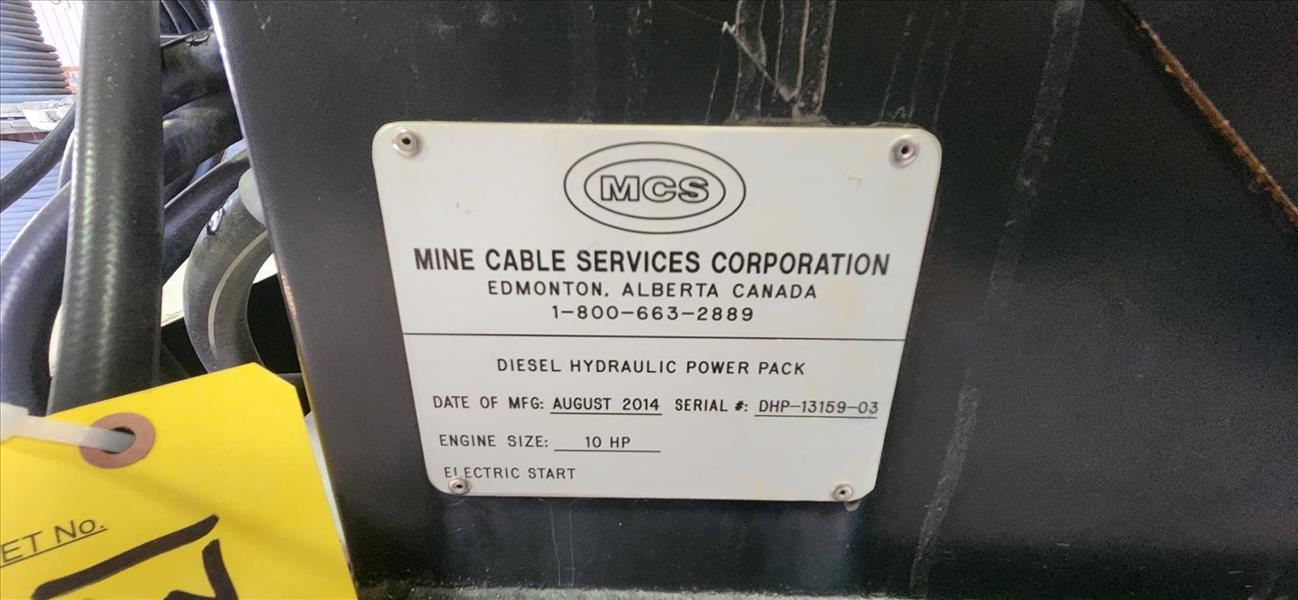 MCS
MINE CABLE SERVICES CORPORATION
EDMONTON, ALBERTA CANADA
1-800-663-2889
DIESEL HYDRAULIC POWER PACK
DATE OF MFG: AUGUST 2014 SERIAL #: DHP-13159-03
ENGINE SIZE: 10 HP
ELECTRIC START
ET No.